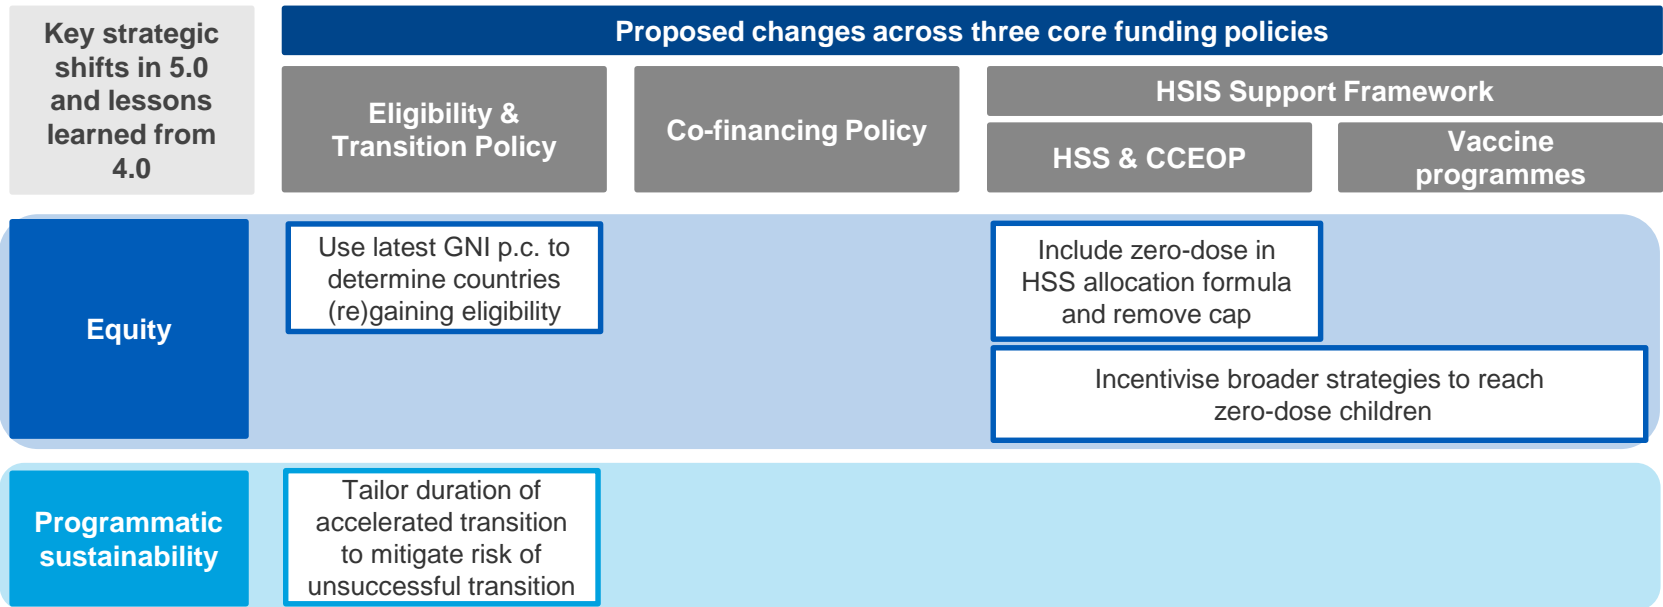 Key strategic
shifts in 5.0
and lessons
learned from
4.0
Proposed changes across three core funding policies
Eligibility &
Transition Policy
Co-financing Policy
HSIS Support Framework
HSS & CCEOP
Vaccine
programmes
Equity
Use latest GNI p.c. to
determine countries
(re)gaining eligibility
Include zero-dose in
HSS allocation formula
and remove cap
Incentivise broader strategies to reach
zero-dose children
Programmatic
sustainability
Tailor duration of
accelerated transition
to mitigate risk of
unsuccessful transition